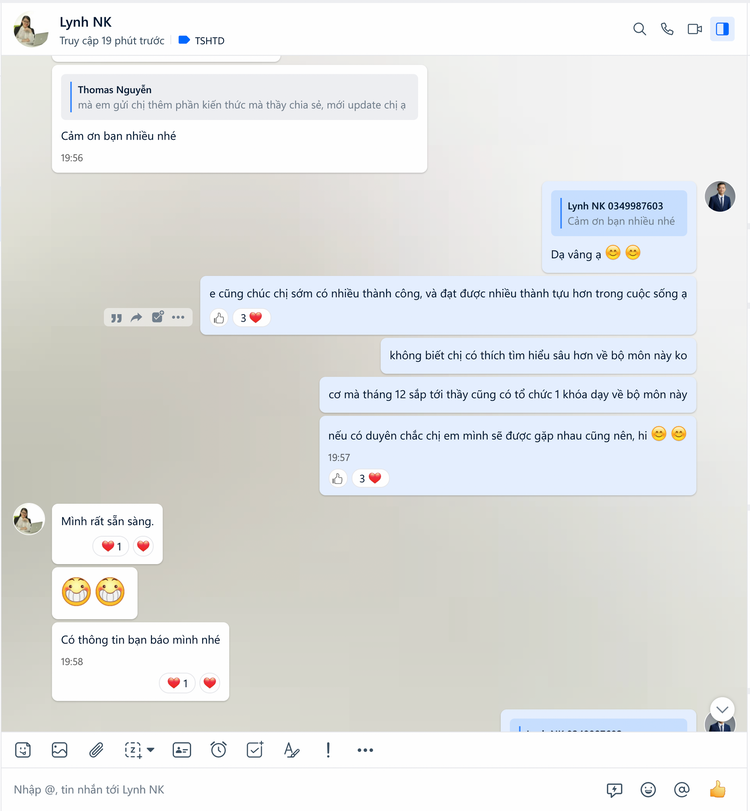 Lynh NK
Truy cập 19 phút trước
TSHTD
Thomas Nguyễn
mà em gửi chị thêm phần kiến thức mà thầy chia sẻ, mới update chị ạ
Cảm ơn bạn nhiều nhé
19:56
Lynh NK 0349987603
Cảm ơn bạn nhiều nhé
Dạ vâng ạ 😊 😊
e cũng chúc chị sớm có nhiều thành công, và đạt được nhiều thành tựu hơn trong cuộc sống ạ
3 ❤️
không biết chị có thích tìm hiểu sâu hơn về bộ môn này ko
cơ mà tháng 12 sắp tới thầy cũng có tổ chức 1 khóa dạy về bộ môn này
nếu có duyên chắc chị em mình sẽ được gặp nhau cũng nên, hi 😊 😊
19:57
3 ❤️
Mình rất sẵn sàng.
❤️ 1
Có thông tin bạn báo mình nhé
19:58
❤️ 1
Nhập @, tin nhắn tới Lynh NK